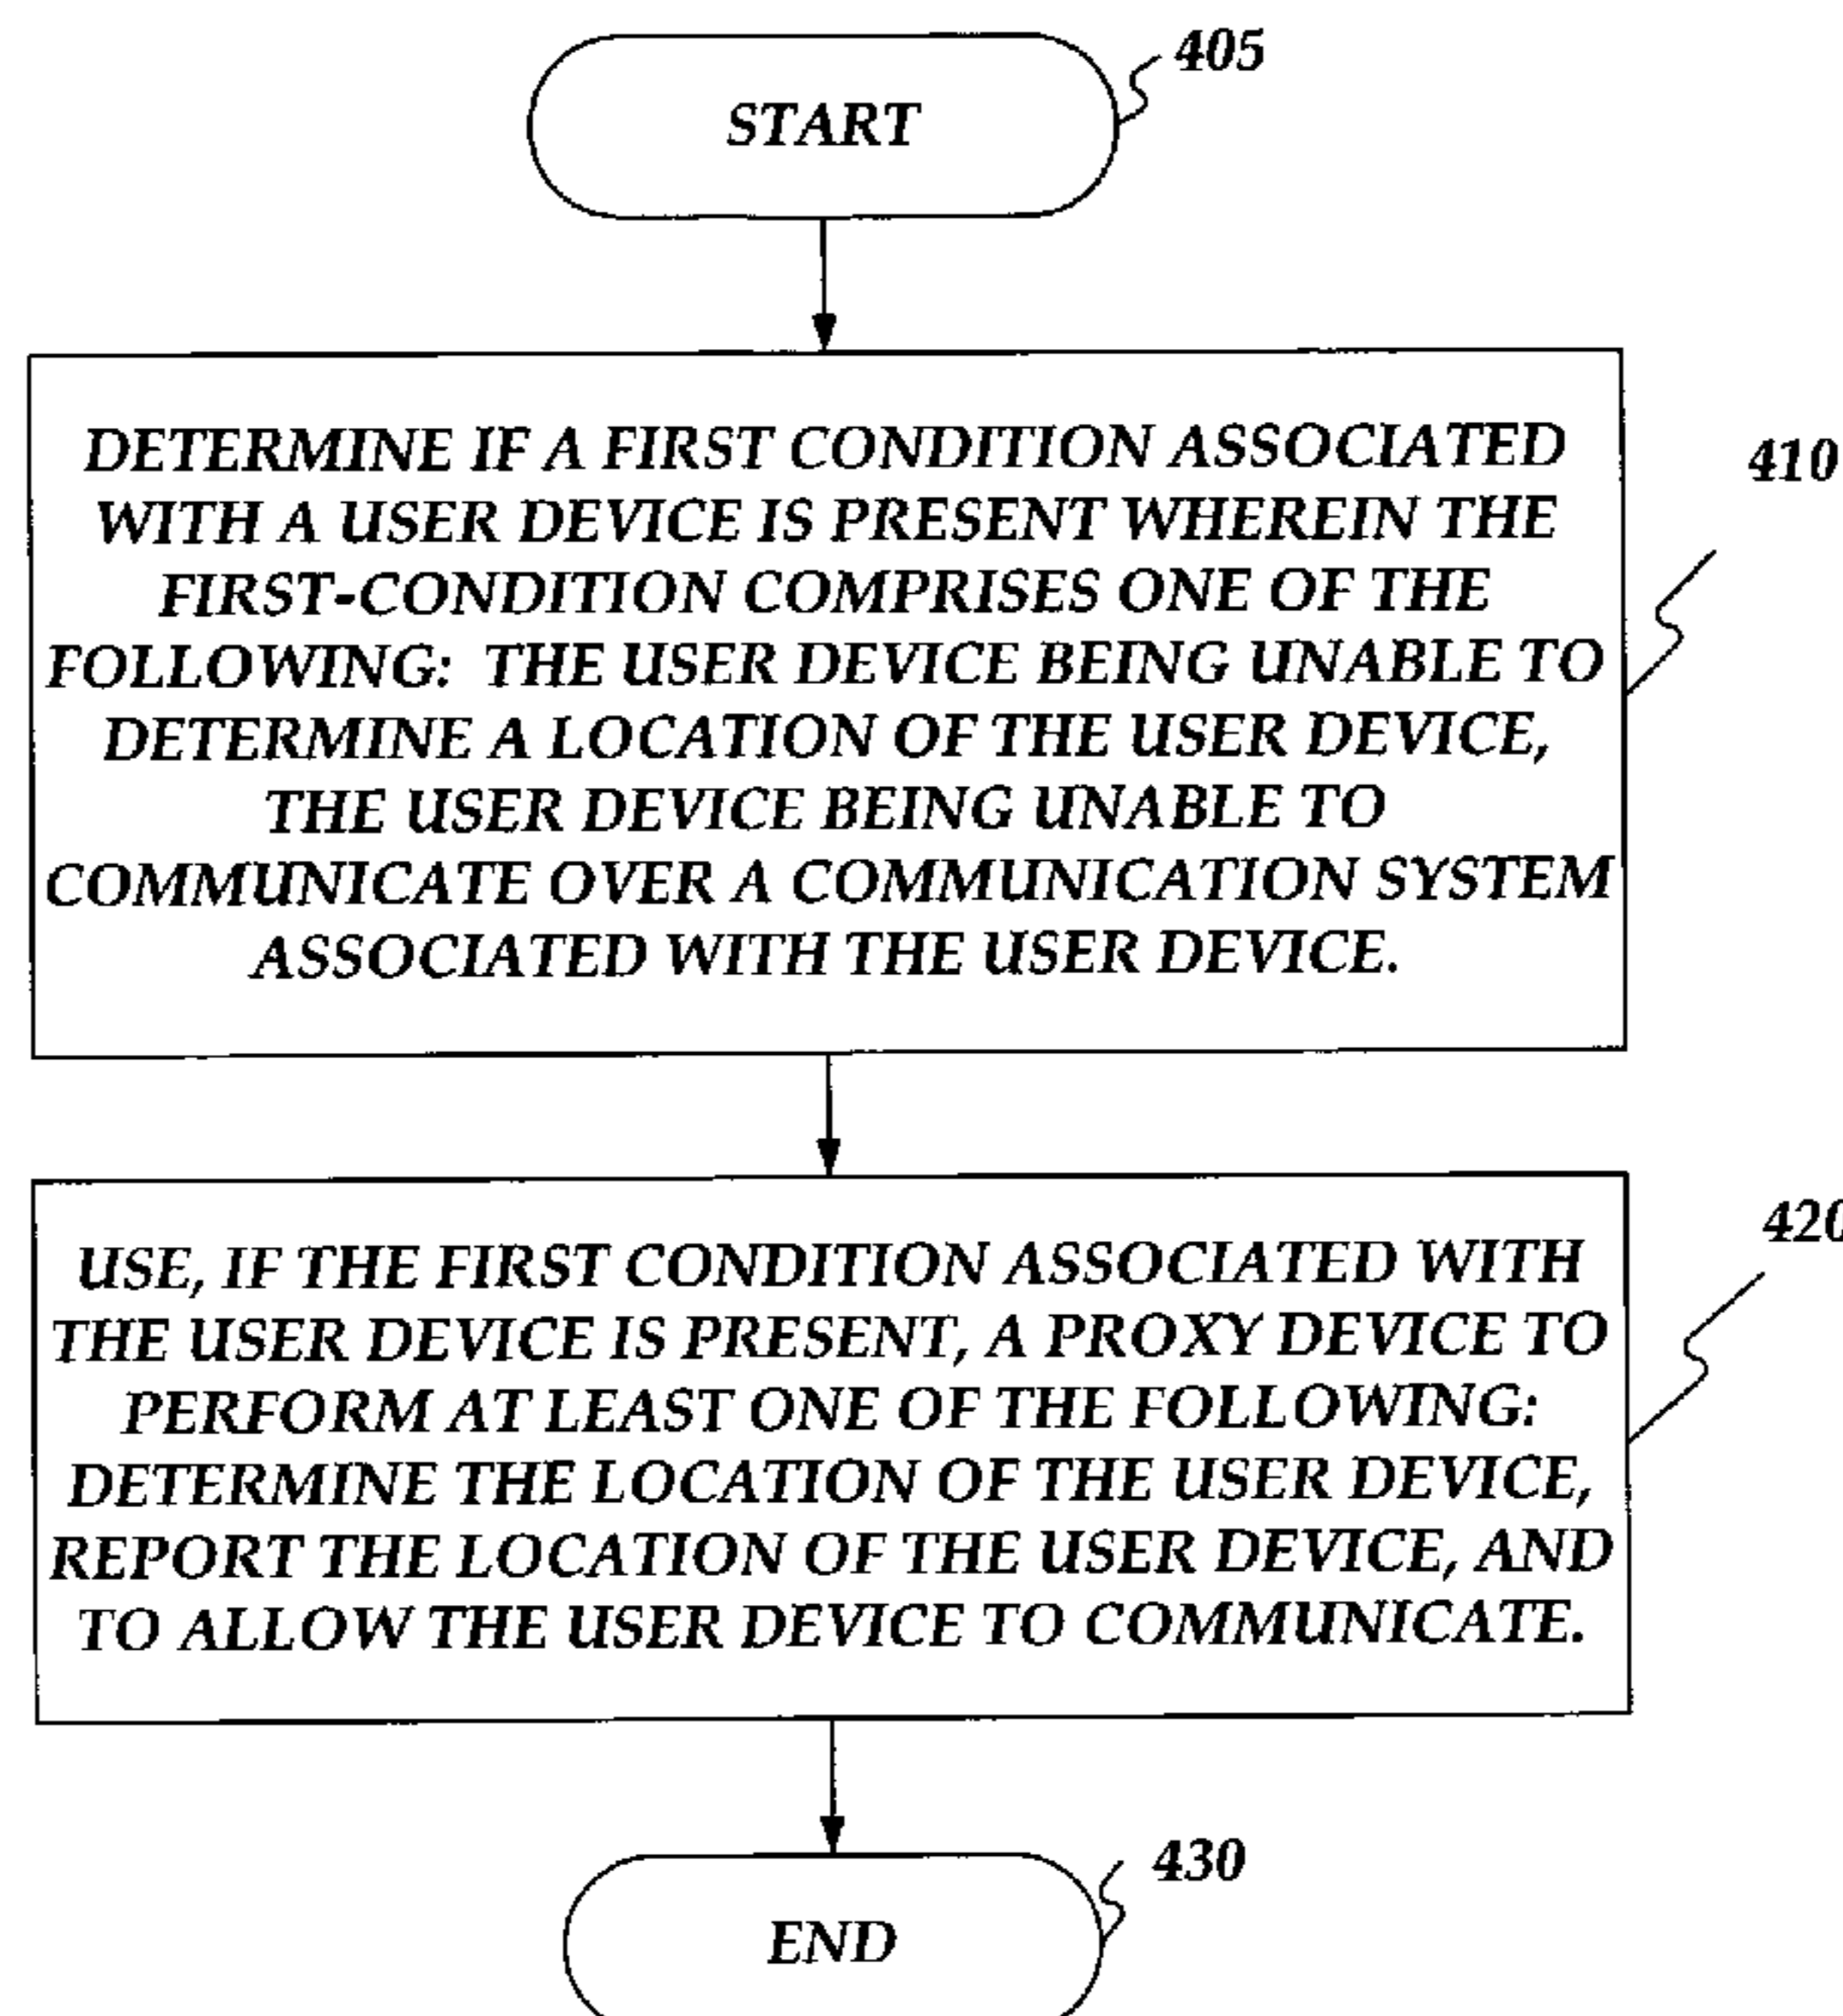 405
START
DETERMINE IF A FIRST CONDITION ASSOCIATED
WITH A USER DEVICE IS PRESENT WHEREIN THE
FIRST-CONDITION COMPRISES ONE OF THE
FOLLOWING: THE USER DEVICE BEING UNABLE TO
DETERMINE A LOCATION OF THE USER DEVICE,
THE USER DEVICE BEING UNABLE TO
COMMUNICATE OVER A COMMUNICATION SYSTEM
ASSOCIATED WITH THE USER DEVICE.
410
USE, IF THE FIRST CONDITION ASSOCIATED WITH
THE USER DEVICE IS PRESENT, A PROXY DEVICE TO
PERFORM AT LEAST ONE OF THE FOLLOWING:
DETERMINE THE LOCATION OF THE USER DEVICE,
REPORT THE LOCATION OF THE USER DEVICE, AND
TO ALLOW THE USER DEVICE TO COMMUNICATE.
420
430
END